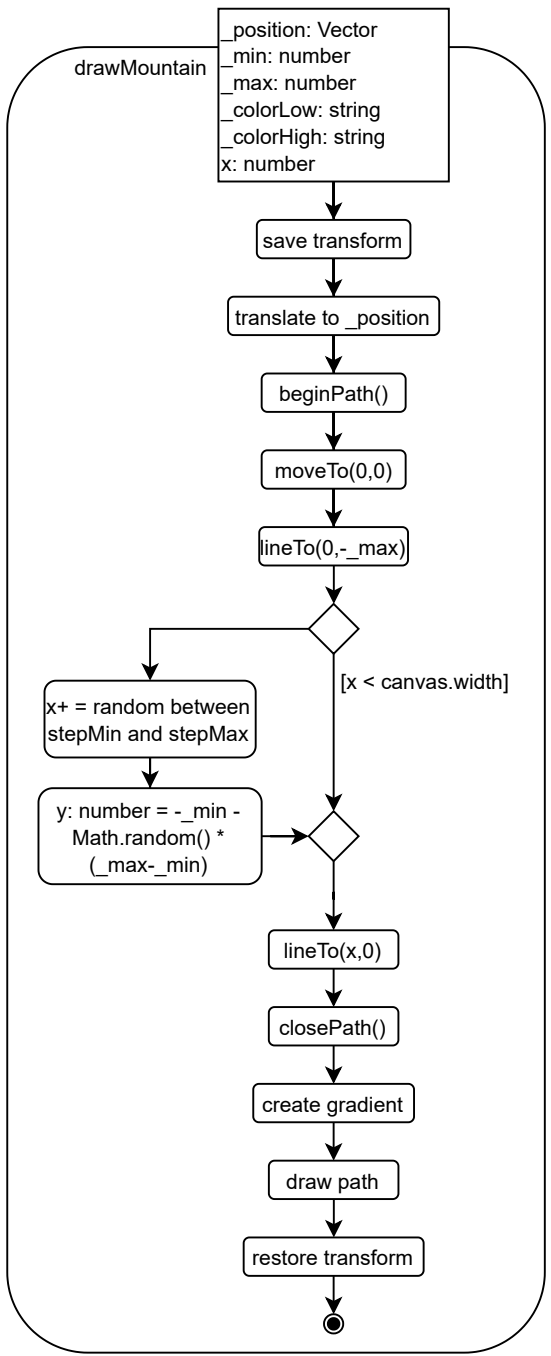 drawMountain
_position: Vector
_min: number
_max: number
_colorLow: string
_colorHigh: string
x: number
save transform
translate to _position
beginPath()
moveTo(0,0)
lineTo(0,-_max)
[x < canvas.width]
x+ = random between
stepMin and stepMax
y: number = -_min -
Math.random() *
(_max-_min)
lineTo(x,0)
closePath()
create gradient
draw path
restore transform